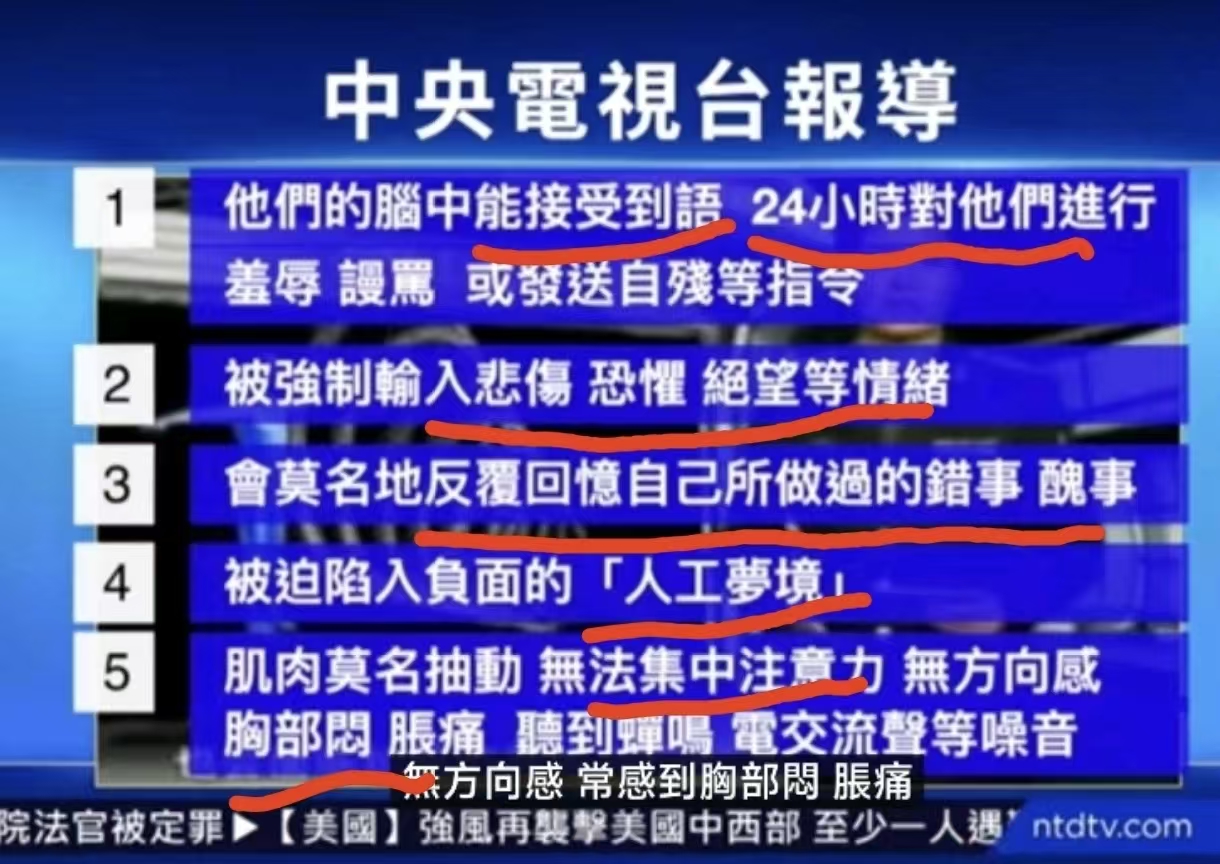 中央電視台報導
1
他們的腦中能接受到語 24小時對他們進行
羞辱 謾罵 或發送自殘等指令
2
被強制輸入悲傷 恐懼 絕望等情緒
3
會莫名地反覆回憶自己所做過的錯事 醜事
4
被迫陷入負面的「人工夢境」
5
肌肉莫名抽動 無法集中注意力 無方向感
胸部悶 脹痛 聽到蟬鳴 電交流聲等噪音
無方向感 常感到胸部悶 脹痛
院法官被定罪▶【美國】強風再襲擊美國中西部 至少一人遇
ntdtv.com